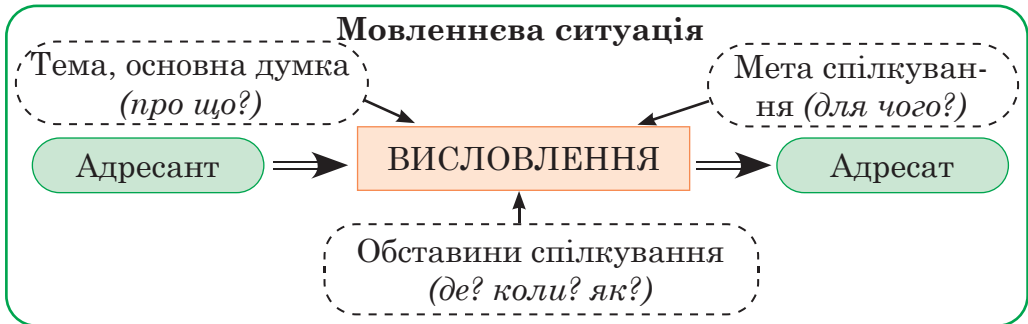 Мовленнєва ситуація
Тема, основна думка
(про що?)
Мета спілкуван-
ня (для чого?)
Адресант
ВИСЛОВЛЕННЯ
Адресат
Обставини спілкування
(де? коли? як?)